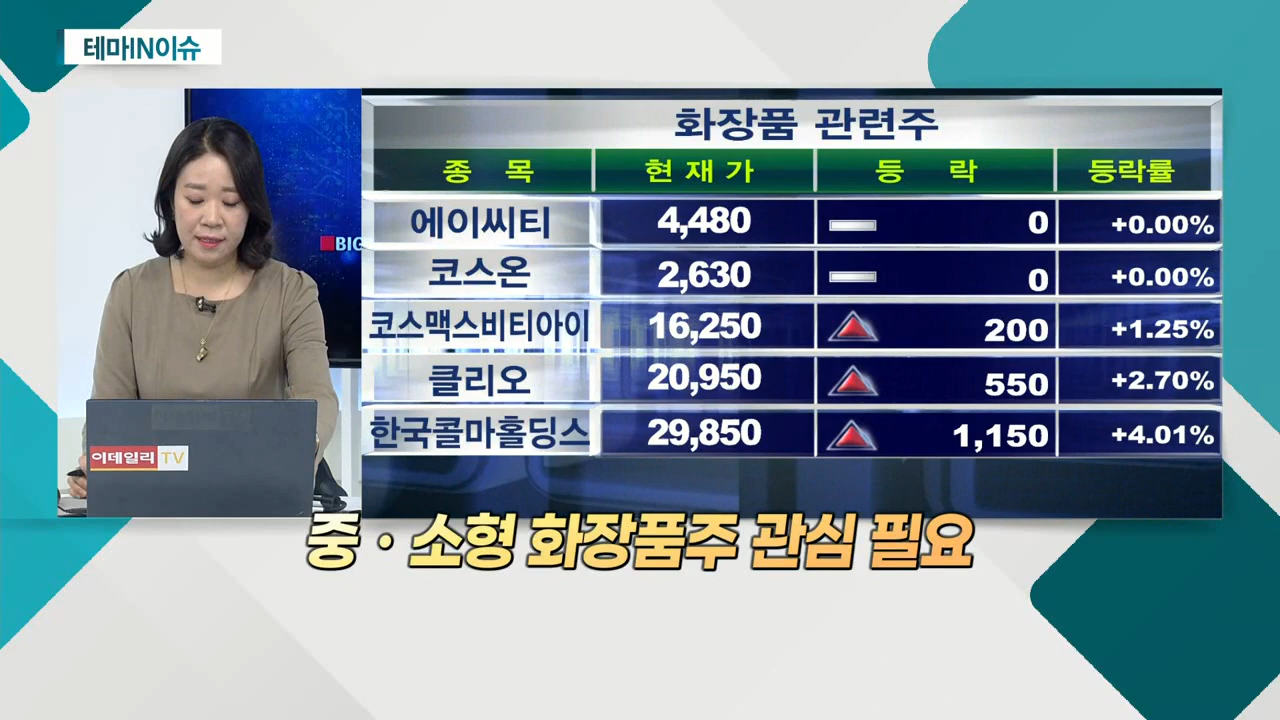 테마IN이슈
화장품 관련주
종 목 현 재 가 등 락 등락률
에이씨티 4,480 0 +0.00%
코스온 2,630 0 +0.00%
코스맥스비티아이 16,250 200 +1.25%
클리오 20,950 550 +2.70%
한국콜마홀딩스 29,850 1,150 +4.01%
BIG
이데일리 TV
중·소형 화장품주 관심 필요